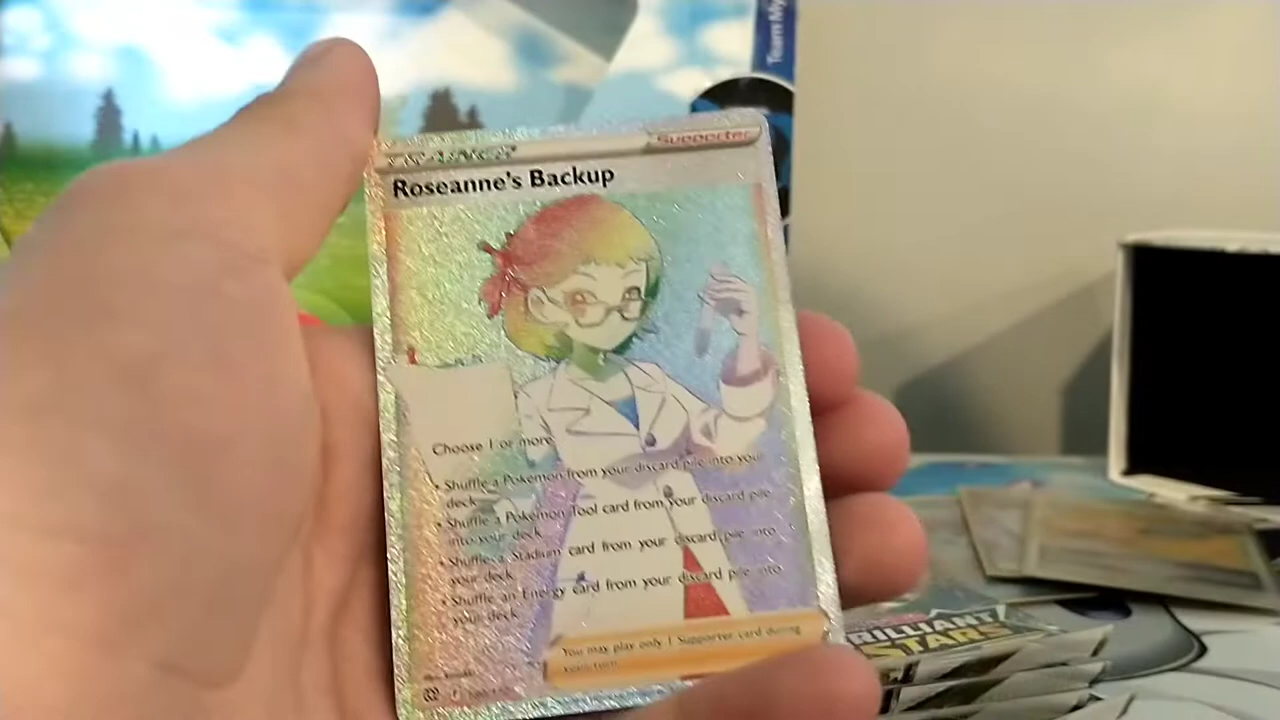 Team My
Supporter
Roseanne's Backup
Choose 1 or more:
• Shuffle a Pokémon from your discard pile into your
deck.
• Shuffle a Pokémon Tool card from your discard pile
into your deck.
• Shuffle a Stadium card from your discard pile into
your deck.
• Shuffle an Energy card from your discard pile into
your deck.
You may play only 1 Supporter card during
your turn.
BRILLIANT
STARS